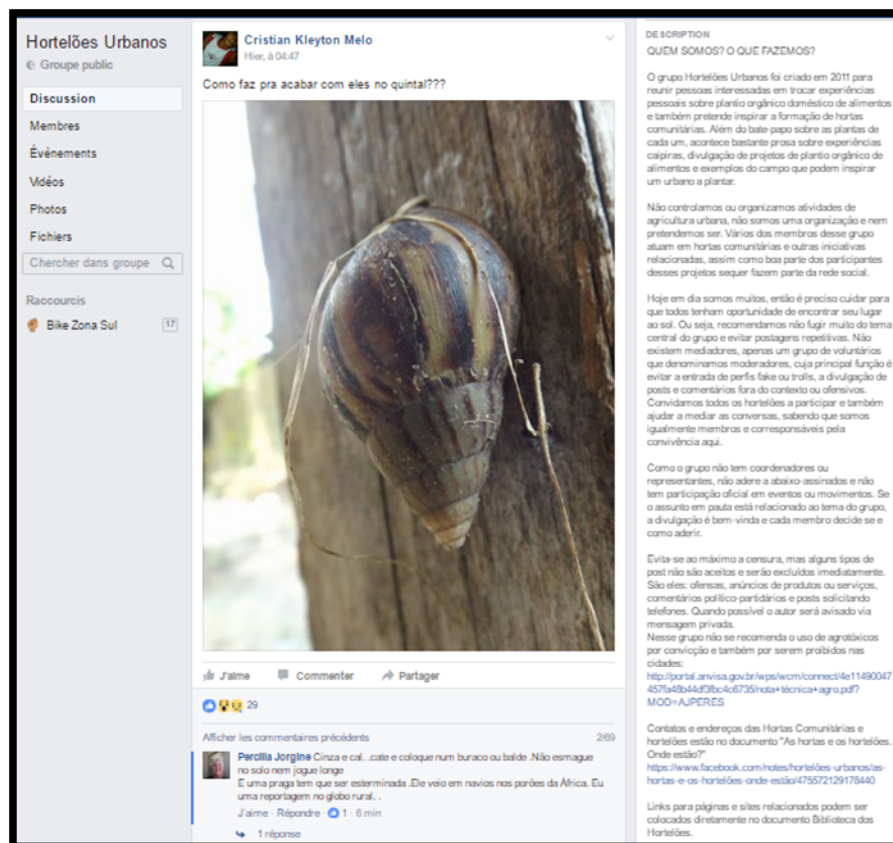 Hortelões Urbanos
Groupe public
Discussion
Membres
Évènements
Vidéos
Photos
Fichiers
Chercher dans groupe
Raccourcis
Bike Zona Sul 17
Cristian Kleyton Melo
Hier, à 04:47
Como faz pra acabar com eles no quintal???
J'aime Commenter Partager
29
Afficher les commentaires précédents 2/69
Percilia Jorgine Cinza e cal. .cate e coloque num buraco ou balde .Não esmague
no solo nem jogue longe
E uma praga tem que ser esterminada .Ele veio em navios nos porões da África. Eu
uma reportagem no globo rural. .
J'aime · Répondre · 1 · 6 min
1 réponse
DESCRIPTION
QUEM SOMOS? O QUE FAZEMOS?
O grupo Hortelões Urbanos foi criado em 2011 para
reunir pessoas interessadas em trocar experiências
pessoais sobre plantio orgânico doméstico de alimentos
e também pretende inspirar a formação de hortas
comunitárias. Além do bate-papo sobre as plantas de
cada um, acontece bastante prosa sobre experiências
caipiras, divulgação de projetos de plantio orgânico de
alimentos e exemplos do campo que podem inspirar
um urbano a plantar.
Não controlamos ou organizamos atividades de
agricultura urbana, não somos uma organização e nem
pretendemos ser. Vários dos membros desse grupo
atuam em hortas comunitárias e outras iniciativas
relacionadas, assim como boa parte dos participantes
desses projetos sequer fazem parte da rede social.
Hoje em dia somos muitos, então é preciso cuidar para
que todos tenham oportunidade de encontrar seu lugar
ao sol. Ou seja, recomendamos não fugir muito do tema
central do grupo e evitar postagens repetitivas. Não
existem mediadores, apenas um grupo de voluntários
que denominamos moderadores, cuja principal função é
evitar a entrada de perfis fake ou trolls, a divulgação de
posts e comentários fora do contexto ou ofensivos.
Convidamos todos os hortelões a participar e também
ajudar a mediar as conversas, sabendo que somos
igualmente membros e corresponsáveis pela
convivência aqui.
Como o grupo não tem coordenadores ou
representantes, não adere a abaixo-assinados e não
tem participação oficial em eventos ou movimentos. Se
o assunto em pauta está relacionado ao tema do grupo,
a divulgação é bem-vinda e cada membro decide se e
como aderir.
Evita-se ao máximo a censura, mas alguns tipos de
post não são aceitos e serão excluídos imediatamente.
São eles: ofensas, anúncios de produtos ou serviços,
comentários político-partidários e posts solicitando
telefones. Quando possível o autor será avisado via
mensagem privada.
Nesse grupo não se recomenda o uso de agrotóxicos
por convicção e também por serem proibidos nas
cidades:
http://portal.anvisa.gov.br/wps/wcm/connect/4e11490047
457fa48b44df3fbc4c6735/nota+técnica+agro.pdf?
MOD=AJPERES
Contatos e endereços das Hortas Comunitárias e
hortelões estão no documento "As hortas e os hortelões.
Onde estão?"
https://www.facebook.com/notes/hortelões-urbanos/as-
hortas-e-os-hortelões-onde-estão/475572129178440
Links para páginas e sites relacionados podem ser
colocados diretamente no documento Biblioteca dos
Hortelões.